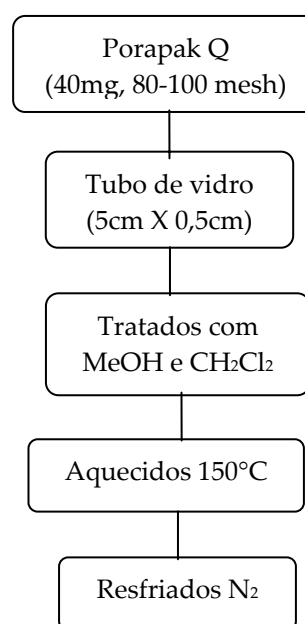 Porapak Q
(40mg, 80-100 mesh)
Tubo de vidro
(5cm X 0,5cm)
Tratados com
MeOH e CH₂Cl₂
Aquecidos 150°C
Resfriados N₂